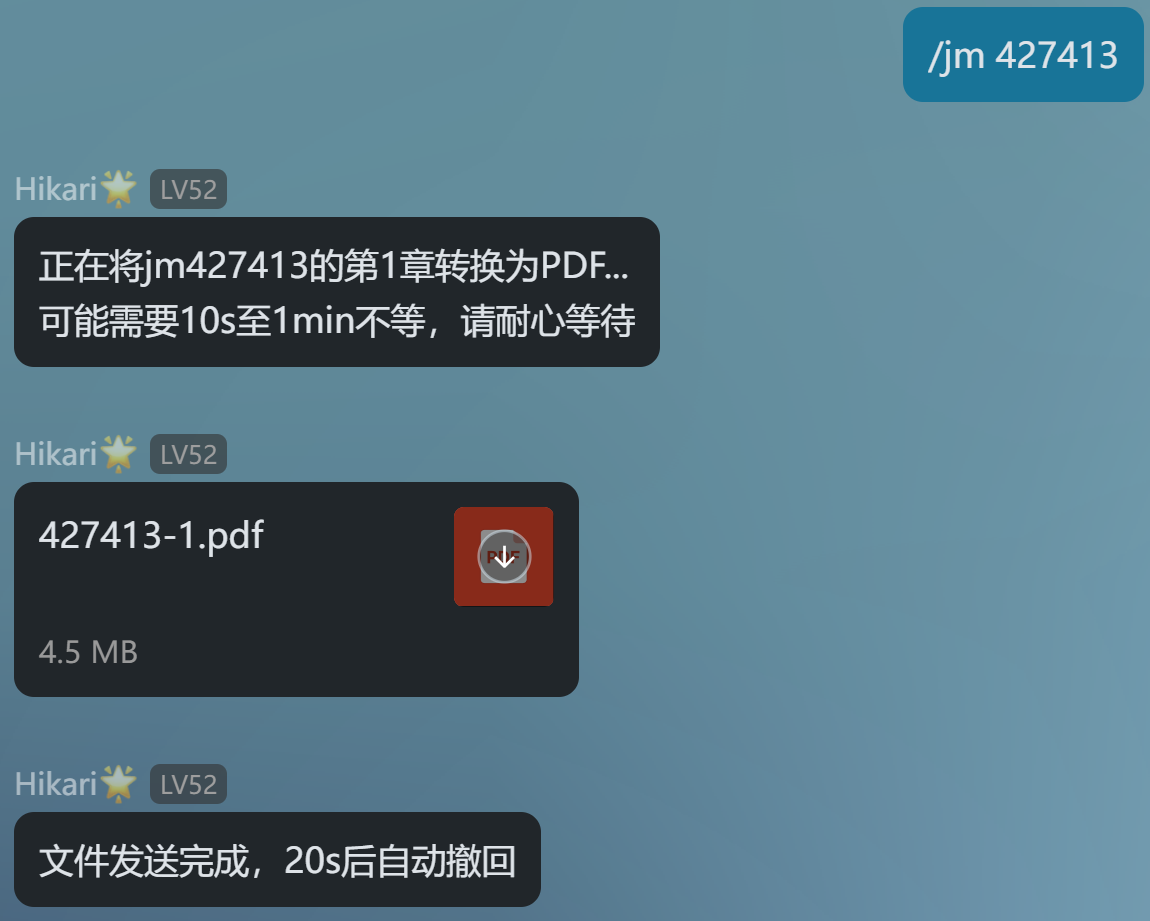 /jm 427413
Hikari🌟 LV52
正在将jm427413的第1章转换为PDF...
可能需要10s至1min不等，请耐心等待
Hikari🌟 LV52
427413-1.pdf
PDF
4.5 MB
Hikari🌟 LV52
文件发送完成，20s后自动撤回